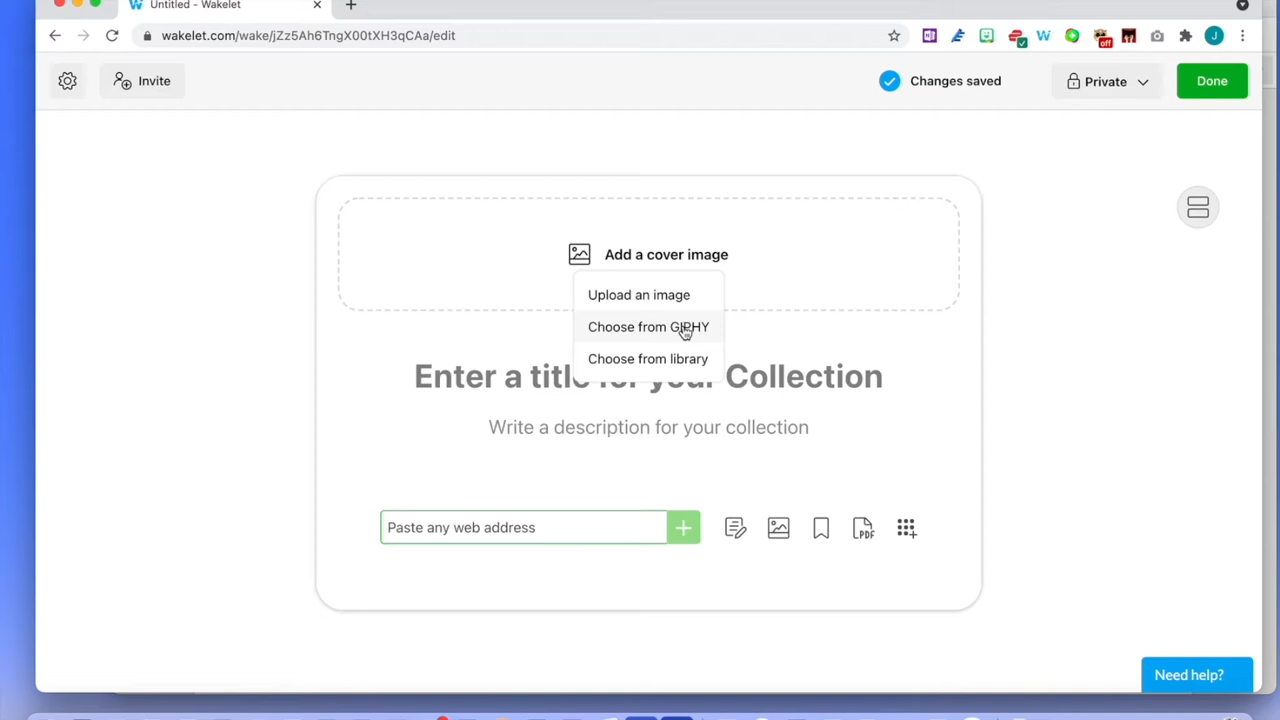 Untitled - Wakelet
wakelet.com/wake/jZz5Ah6TngX00tXH3qCAa/edit
off
J
Invite
Changes saved
Private
Done
Add a cover image
Upload an image
Choose from GIPHY
Choose from library
Enter a title for your Collection
Write a description for your collection
Paste any web address
PDF
Need help?